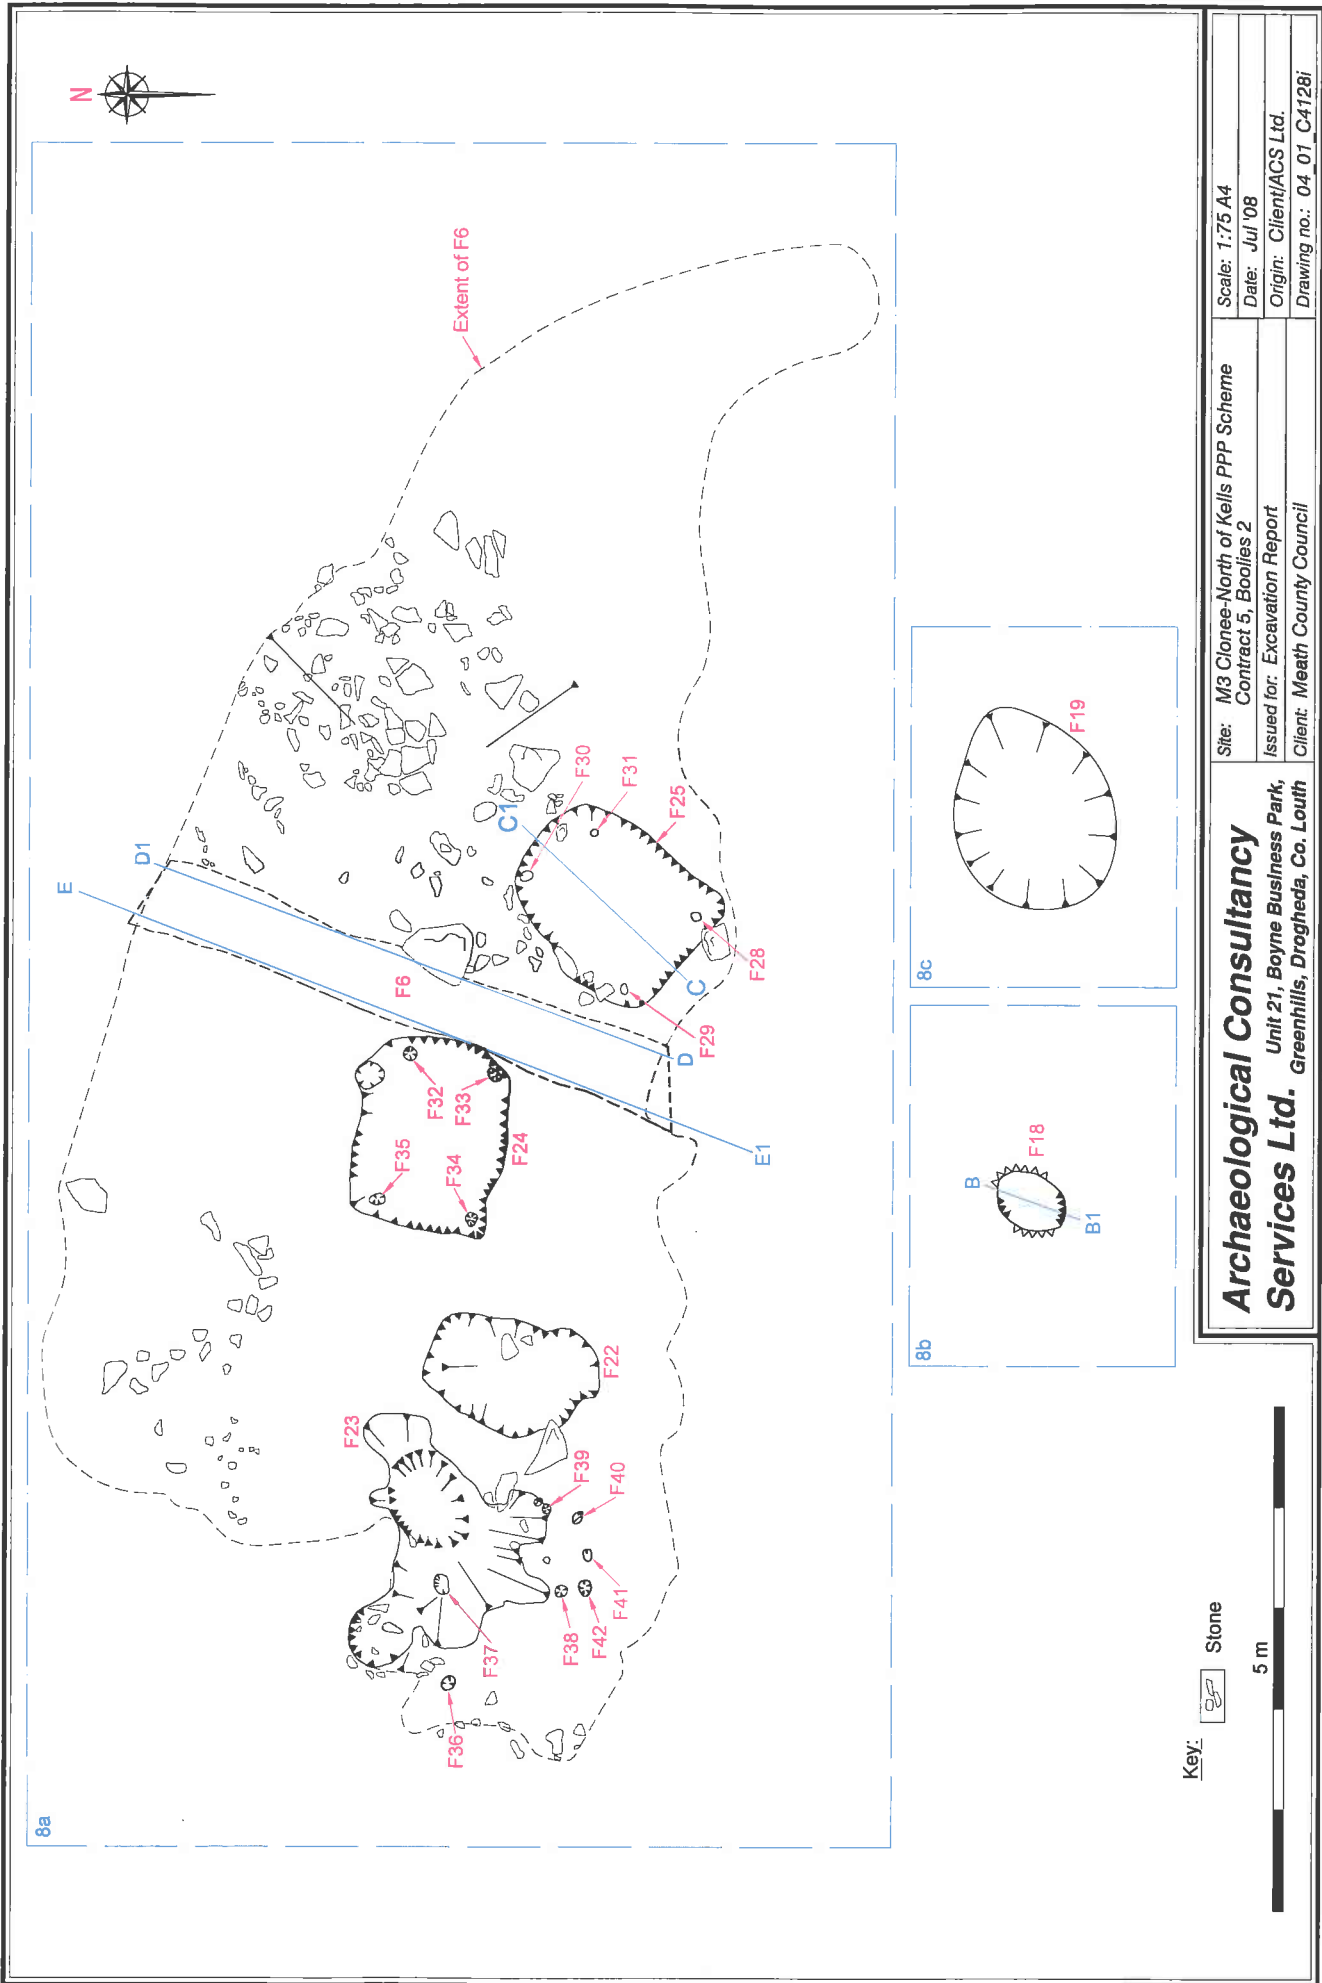 8a
N
Extent of F6
E
D1
F6
C1
F30
F31
F25
C
F28
F29
D
E1
F32
F33
F35
F34
F24
F22
F23
F39
F40
F41
F42
F38
F37
F36
8b
B
F18
B1
8c
F19
Key:
Stone
5 m
Archaeological Consultancy
Services Ltd.
Unit 21, Boyne Business Park,
Greenhills, Drogheda, Co. Louth
Site: M3 Clonee-North of Kells PPP Scheme
Contract 5, Boolies 2
Issued for: Excavation Report
Client: Meath County Council
Scale: 1:75 A4
Date: Jul '08
Origin: Client/ACS Ltd.
Drawing no.: 04_01_C4128i